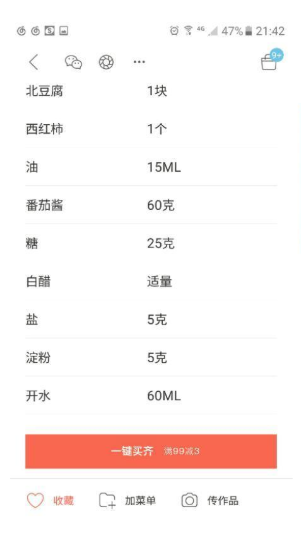 4G 47% 21:42
9+
北豆腐 1块
西红柿 1个
油 15ML
番茄酱 60克
糖 25克
白醋 适量
盐 5克
淀粉 5克
开水 60ML
一键买齐 满99减3
收藏 加菜单 传作品